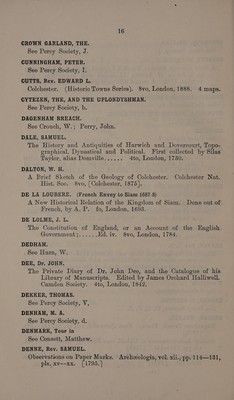 16
CROWN GARLAND, THE.
See Percy Society, J.
CUNNINGHAM, PETER.
See Percy Society, I.
CUTTS, Rev. EDWARD L.
Colchester. (Historic Towns Series). 8vo, London, 1888. 4 maps.
CYTEZEN, THE, AND THE UPLONDYSHMAN.
See Percy Society, b.
DAGENHAM BREACH.
See Crouch, W.; Perry, John.
DALE, SAMUEL.
The History and Antiquities of Harwich and Dovercourt, Topo-
graphical, Dynastical and Political. First collected by Silas
Taylor, alias Domville...... 4to, London, 1730.
DALTON, W. H.
A Brief Sketch of the Geology of Colchester. Colchester Nat.
Hist. Soc. 8vo, [Colchester, 1875].
DE LA LOUBERE. (French Envoy to Siam 1687-8)
A New Historical Relation of the Kingdom of Siam. Done out of
French, by A. P. fo, London, 1693.
DE LOLME, J. L.
The Constitution of England, or an Account of the English
Government;......Ed. iv. 8vo, London, 1784.
DEDHAM.
See Hurn, W.
DEE, Dr. JOHN.
The Private Diary of Dr. John Dee, and the Catalogue of his
Library of Manuscripts. Edited by James Orchard Halliwell.
Camden Society. 4to, London, 1842.
DEKKER, THOMAS.
See Percy Society, V,
DENHAM, M. A.
See Percy Society, d.
DENMARK, Tour in
See Consett, Matthew.
DENNE, Rev. SAMUEL.
Observations on Paper Marks. Archæologia, vol. xii., pp. 114—131,
pls, xv—xx. [1795.]